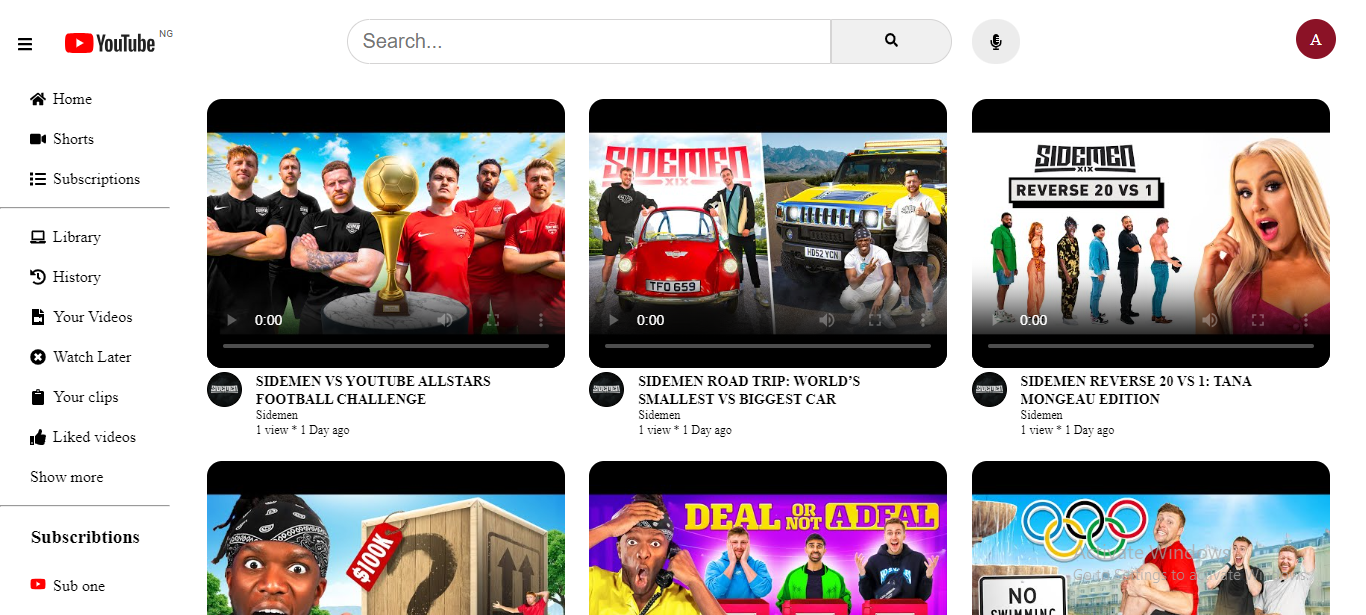 YouTube NG
Search...
A
Home
Shorts
Subscriptions
Library
History
Your Videos
Watch Later
Your clips
Liked videos
Show more
Subscribtions
Sub one
0:00
SIDEMEN
SIDEMEN VS YOUTUBE ALLSTARS
FOOTBALL CHALLENGE
Sidemen
1 view * 1 Day ago
SIDEMEN
XIX
TFO 659
HD52 YCN
0:00
SIDEMEN
SIDEMEN ROAD TRIP: WORLD’S
SMALLEST VS BIGGEST CAR
Sidemen
1 view * 1 Day ago
SIDEMEN
XIX
REVERSE 20 VS 1
0:00
SIDEMEN
SIDEMEN REVERSE 20 VS 1: TANA
MONGEAU EDITION
Sidemen
1 view * 1 Day ago
$100K
?
DEAL OR NOT A DEAL
NO
SWIMMING
Activate Windows
Go to Settings to activate Windows.